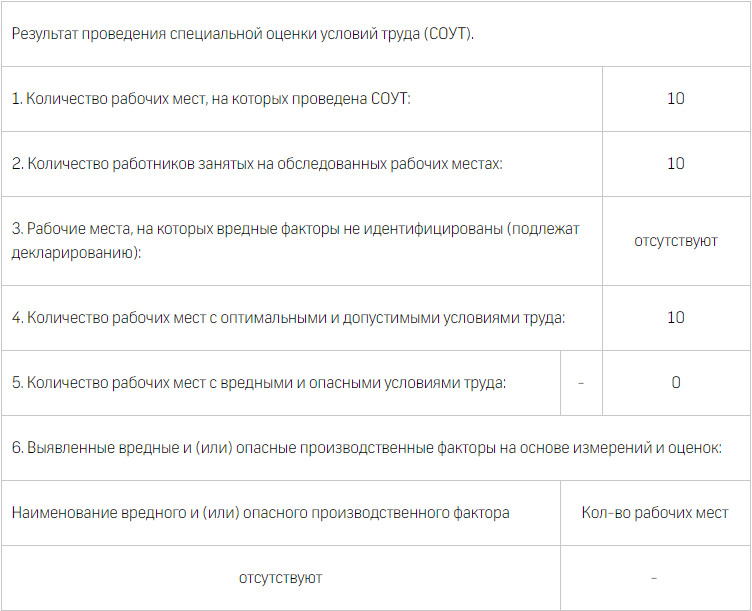 Результат проведения специальной оценки условий труда (СОУТ).
1. Количество рабочих мест, на которых проведена СОУТ:
10
2. Количество работников занятых на обследованных рабочих местах:
10
3. Рабочие места, на которых вредные факторы не идентифицированы (подлежат
декларированию):
отсутствуют
4. Количество рабочих мест с оптимальными и допустимыми условиями труда:
10
5. Количество рабочих мест с вредными и опасными условиями труда:
-
0
6. Выявленные вредные и (или) опасные производственные факторы на основе измерений и оценок:
Наименование вредного и (или) опасного производственного фактора
Кол-во рабочих мест
отсутствуют
-